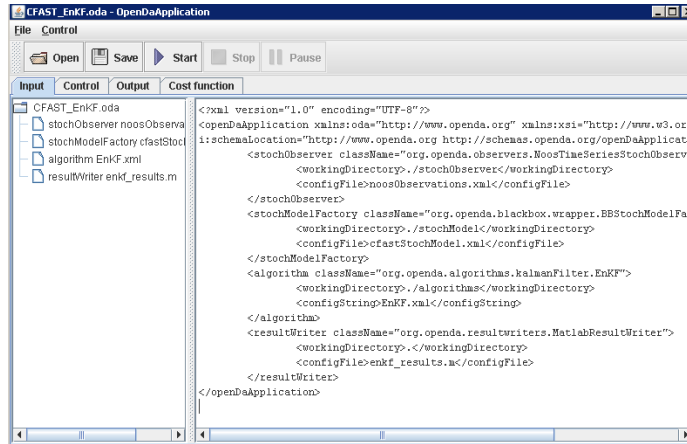 CFAST_EnKF.oda - OpenDaApplication
File Control
Open Save Start Stop Pause
Input Control Output Cost function
CFAST_EnKF.oda
stochObserver noosObserva
stochModelFactory cfastStocl
algorithm EnKF.xml
resultWriter enkf_results.m
<?xml version="1.0" encoding="UTF-8"?>
<openDaApplication xmlns:oda="http://www.openda.org" xmlns:xsi="http://www.w3.or
i:schemaLocation="http://www.openda.org http://schemas.openda.org/openDaApplicat
<stochObserver className="org.openda.observers.NoosTimeSeriesStochObserv
<workingDirectory>./stochObserver</workingDirectory>
<configFile>noosObservations.xml</configFile>
</stochObserver>
<stochModelFactory className="org.openda.blackbox.wrapper.BBStochModelFa
<workingDirectory>./stochModel</workingDirectory>
<configFile>cfastStochModel.xml</configFile>
</stochModelFactory>
<algorithm className="org.openda.algorithms.kalmanFilter.EnKF">
<workingDirectory>./algorithms</workingDirectory>
<configString>EnKF.xml</configString>
</algorithm>
<resultWriter className="org.openda.resultwriters.MatlabResultWriter">
<workingDirectory>.</workingDirectory>
<configFile>enkf_results.m</configFile>
</resultWriter>
</openDaApplication>